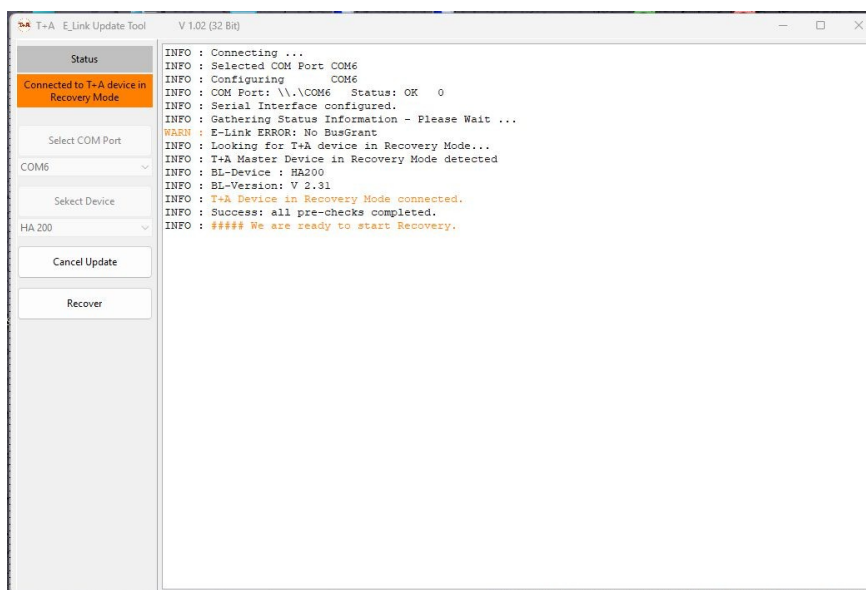 T+A E_Link Update Tool V 1.02 (32 Bit)
Status
Connected to T+A device in
Recovery Mode
Select COM Port
COM6
Sekect Device
HA 200
Cancel Update
Recover
INFO : Connecting ...
INFO : Selected COM Port COM6
INFO : Configuring COM6
INFO : COM Port: \\.\COM6 Status: OK 0
INFO : Serial Interface configured.
INFO : Gathering Status Information - Please Wait ...
WARN : E-Link ERROR: No BusGrant
INFO : Looking for T+A device in Recovery Mode...
INFO : T+A Master Device in Recovery Mode detected
INFO : BL-Device : HA200
INFO : BL-Version: V 2.31
INFO : T+A Device in Recovery Mode connected.
INFO : Success: all pre-checks completed.
INFO : ##### We are ready to start Recovery.